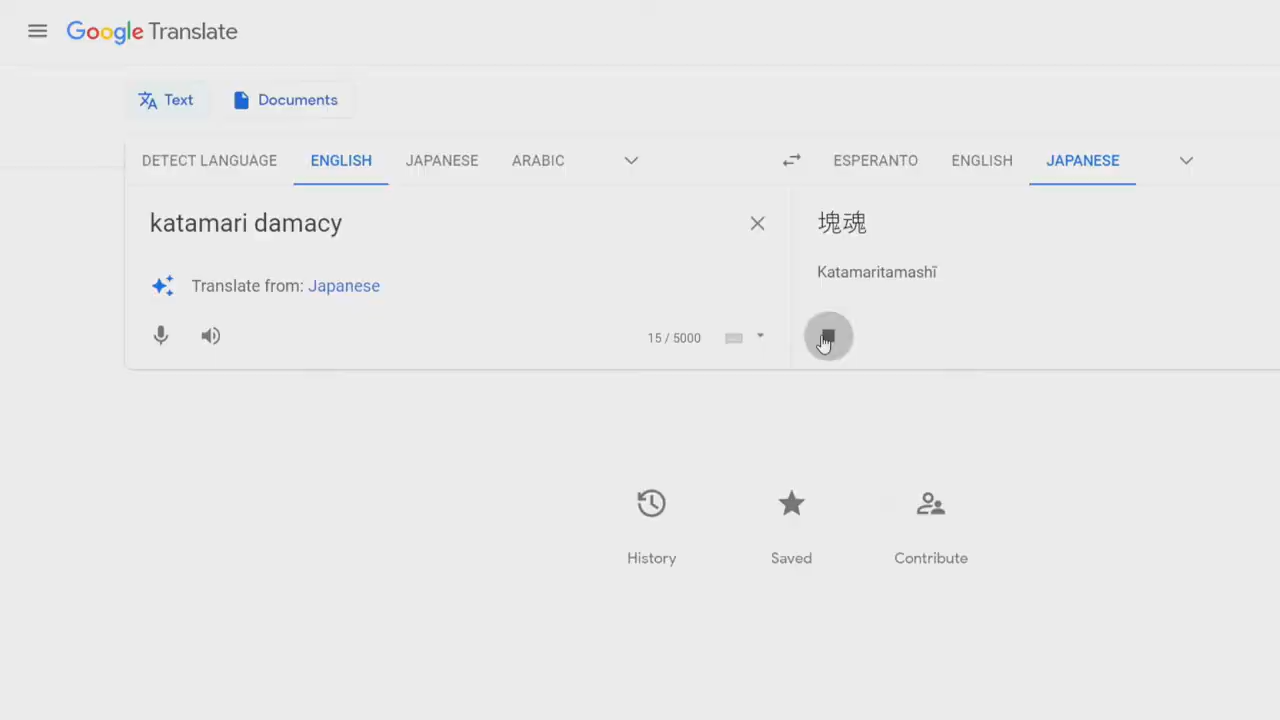 Google Translate
Text
Documents
DETECT LANGUAGE ENGLISH JAPANESE ARABIC
ESPERANTO ENGLISH JAPANESE
katamari damacy
塊魂
Katamaritamashī
Translate from: Japanese
15 / 5000
History Saved Contribute